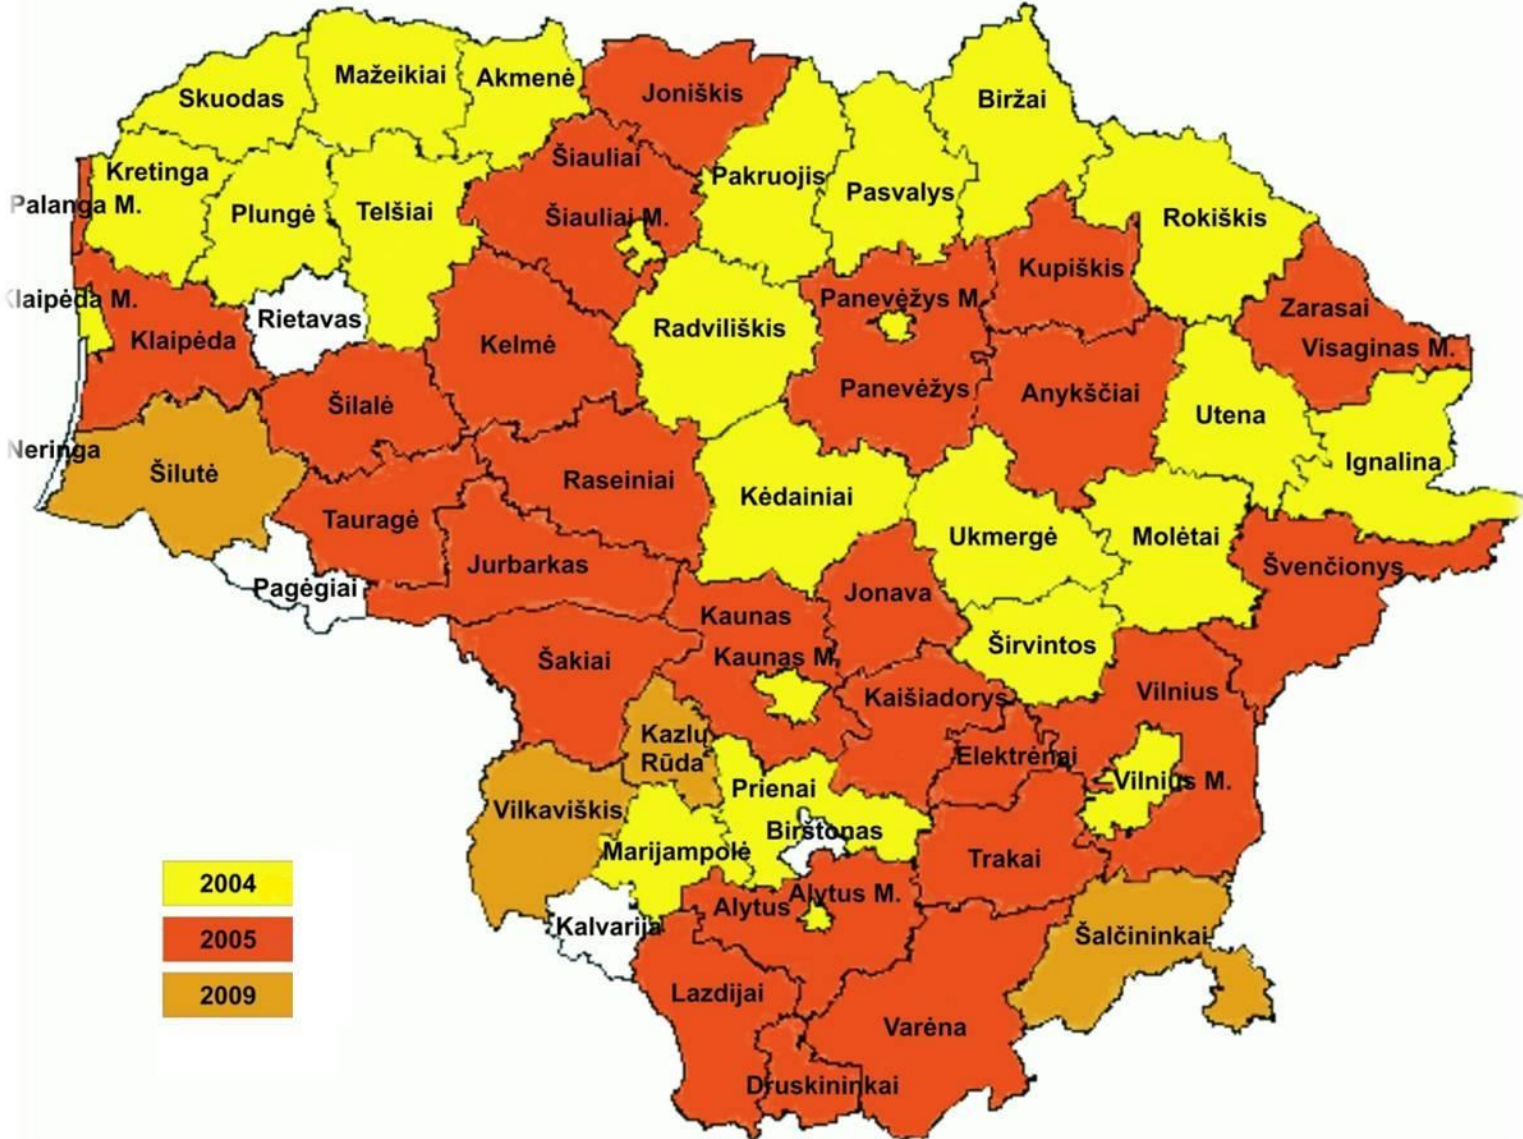 Skuodas
Mažeikiai
Akmenė
Joniškis
Biržai
Kretinga
Palanga M.
Plungė
Telšiai
Šiauliai
Šiauliai M.
Pakruojis
Pasvalys
Rokiškis
Klaipėda M.
Klaipėda
Rietavas
Kelmė
Radviliškis
Panevėžys M.
Kupiškis
Zarasai
Visaginas M.
Šilalė
Panevėžys
Anykščiai
Utena
Neringa
Šilutė
Raseiniai
Kėdainiai
Ignalina
Tauragė
Jurbarkas
Ukmergė
Molėtai
Švenčionys
Pagėgiai
Kaunas
Kaunas M.
Jonava
Širvintos
Šakiai
Kaišiadorys
Vilnius
Kazlų
Rūda
Elektrėnai
Vilnius M.
Prienai
Vilkaviškis
Birštonas
Marijampolė
Trakai
Alytus M.
Alytus
Kalvarija
Šalčininkai
Lazdijai
Varėna
Druskininkai
2004
2005
2009